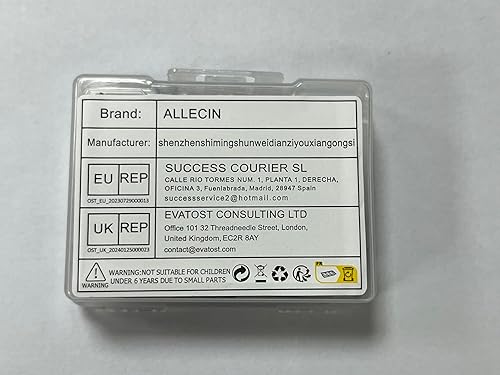 Brand: ALLECIN
Manufacturer: shenzhenshimingshunweidianziyouxiangongsi
EU REP
OST_EU_20230729000013
SUCCESS COURIER SL
CALLE RIO TORMES NUM. 1, PLANTA 1, DERECHA,
OFICINA 3, Fuenlabrada, Madrid, 28947 Spain
successservice2@hotmail.com
UK REP
OST_UK_20240125000023
EVATOST CONSULTING LTD
Office 101 32 Threadneedle Street, London,
United Kingdom, EC2R 8AY
contact@evatost.com
WARNING
WARNING:NOT SUITABLE FOR CHILDREN
UNDER 6 YEARS DUE TO SMALL PARTS
FR